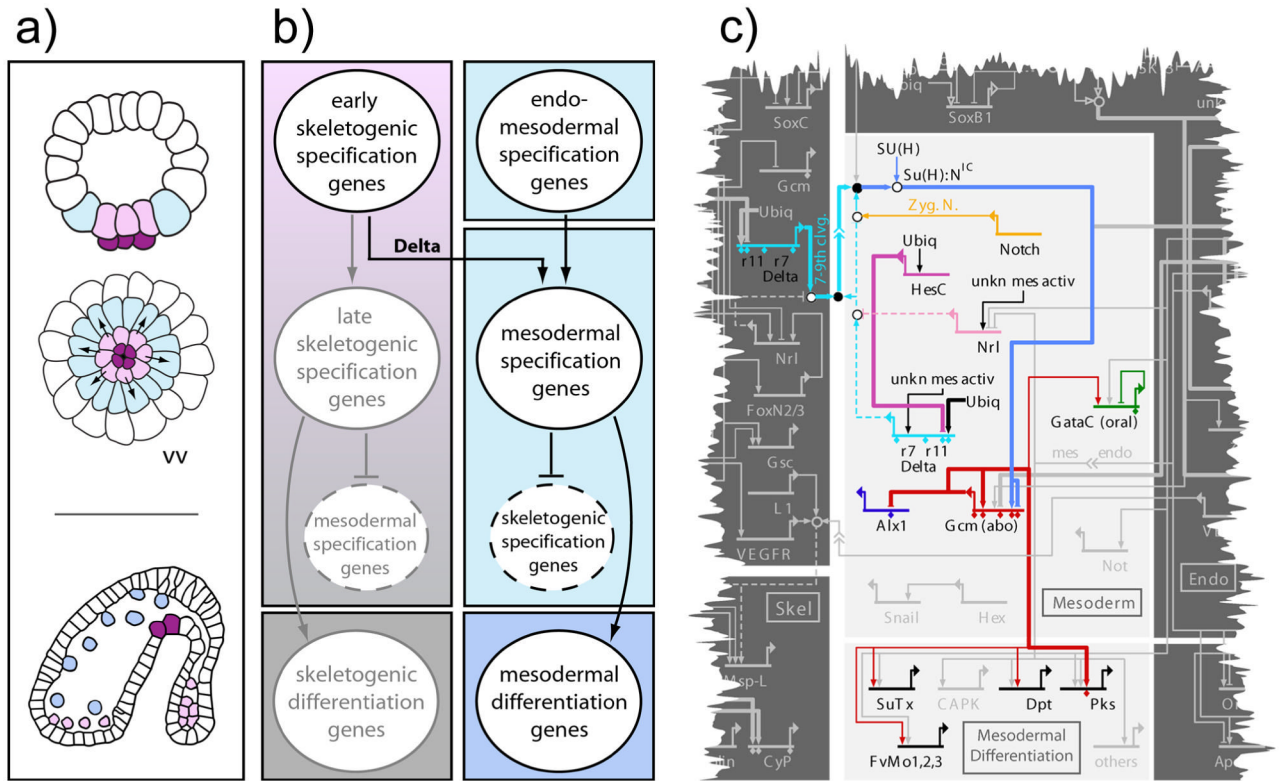 a)
b)
c)
VV
early
skeletogenic
specification
genes
endo-
mesodermal
specification
genes
Delta
late
skeletogenic
specification
genes
mesodermal
specification
genes
mesodermal
specification
genes
skeletogenic
specification
genes
skeletogenic
differentiation
genes
mesodermal
differentiation
genes
SoxC
Ubiq
SoxB1
Gcm
SU(H)
Su(H):Nᴵᶜ
Ubiq
Zyg. N.
Notch
r11 r7
Delta
7-9th clvg.
Ubiq
HesC
unkn mes activ
Nrl
Nrl
FoxN2/3
unkn mes activ
Ubiq
GataC (oral)
r7 r11
Delta
Gsc
mes endo
L1
Alx1
Gcm (abo)
VEGFR
Not
Endo
Skel
Snail
Hex
Mesoderm
Msp-L
SuTx
CAPK
Dpt
Pks
Mesodermal
Differentiation
CyP
FvMo1,2,3
others